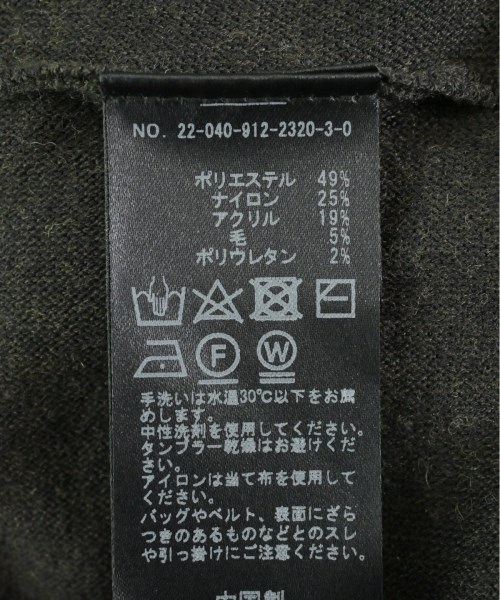 NO. 22-040-912-2320-3-0
ポリエステル 49%
ナイロン 25%
アクリル 19%
毛 5%
ポリウレタン 2%
F W
手洗いは水温30℃以下をお薦
めします。
中性洗剤を使用してください。
タンブラー乾燥はお避けくだ
さい。
アイロンは当て布を使用して
ください。
バッグやベルト、表面にざら
つきのあるものなどとのスレ
や引っ掛けにご注意ください。
中国製